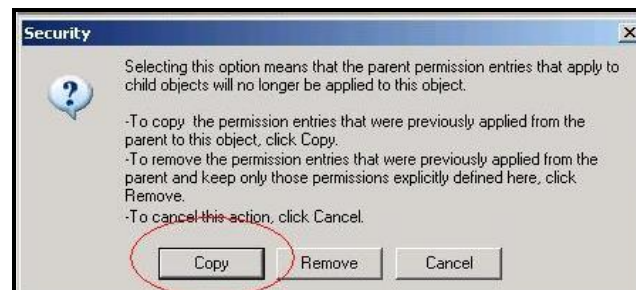 Security
Selecting this option means that the parent permission entries that apply to
child objects will no longer be applied to this object.
-To copy the permission entries that were previously applied from the
parent to this object, click Copy.
-To remove the permission entries that were previously applied from the
parent and keep only those permissions explicitly defined here, click
Remove.
-To cancel this action, click Cancel.
Copy Remove Cancel